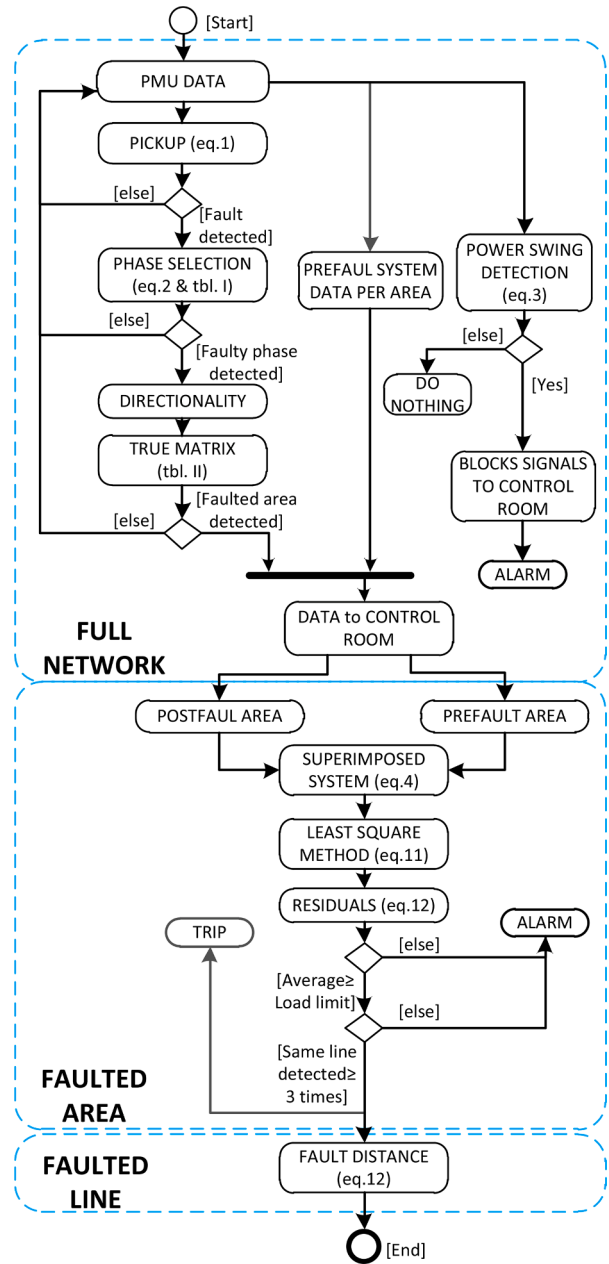 [Start]
PMU DATA
PICKUP (eq.1)
[else]
[Fault
detected]
PHASE SELECTION
(eq.2 & tbl. I)
[else]
[Faulty phase
detected]
DIRECTIONALITY
TRUE MATRIX
(tbl. II)
[Faulted area
detected]
[else]
PREFAUL SYSTEM
DATA PER AREA
POWER SWING
DETECTION
(eq.3)
[else]
DO
NOTHING
[Yes]
BLOCKS SIGNALS
TO CONTROL
ROOM
ALARM
DATA to CONTROL
ROOM
FULL
NETWORK
POSTFAUL AREA
PREFAULT AREA
SUPERIMPOSED
SYSTEM (eq.4)
LEAST SQUARE
METHOD (eq.11)
RESIDUALS (eq.12)
TRIP
ALARM
[else]
[Average≥
Load limit]
[else]
[Same line
detected≥
3 times]
FAULTED
AREA
FAULT DISTANCE
(eq.12)
FAULTED
LINE
[End]